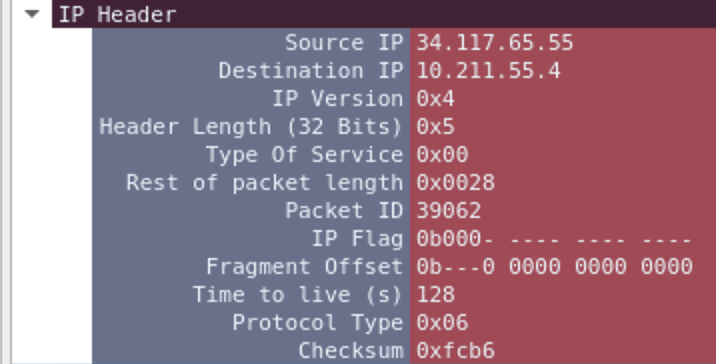 IP Header
Source IP 34.117.65.55
Destination IP 10.211.55.4
IP Version 0x4
Header Length (32 Bits) 0x5
Type Of Service 0x00
Rest of packet length 0x0028
Packet ID 39062
IP Flag 0b000- ---- ---- ----
Fragment Offset 0b---0 0000 0000 0000
Time to live (s) 128
Protocol Type 0x06
Checksum 0xfcb6